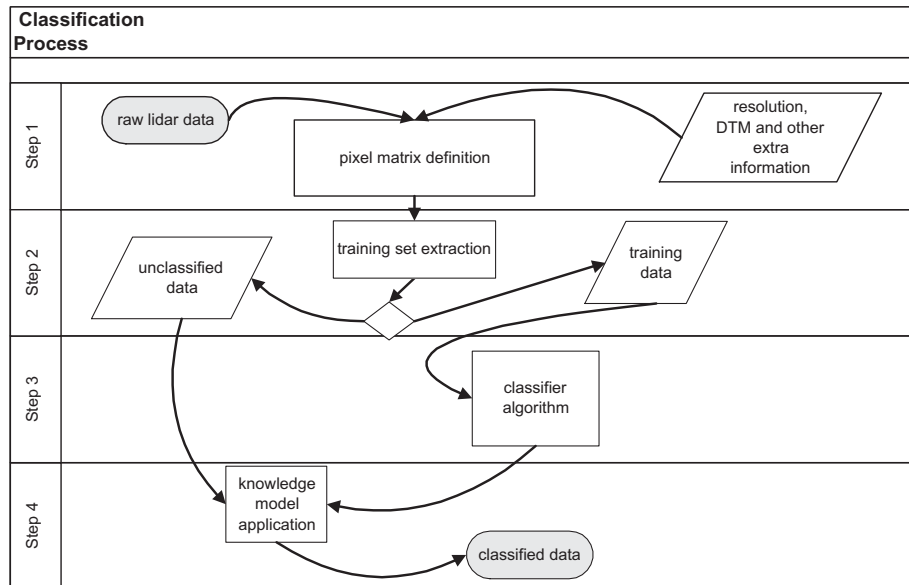 Classification
Process
Step 1
raw lidar data
pixel matrix definition
resolution,
DTM and other
extra
information
Step 2
unclassified
data
training set extraction
training
data
Step 3
classifier
algorithm
Step 4
knowledge
model
application
classified data